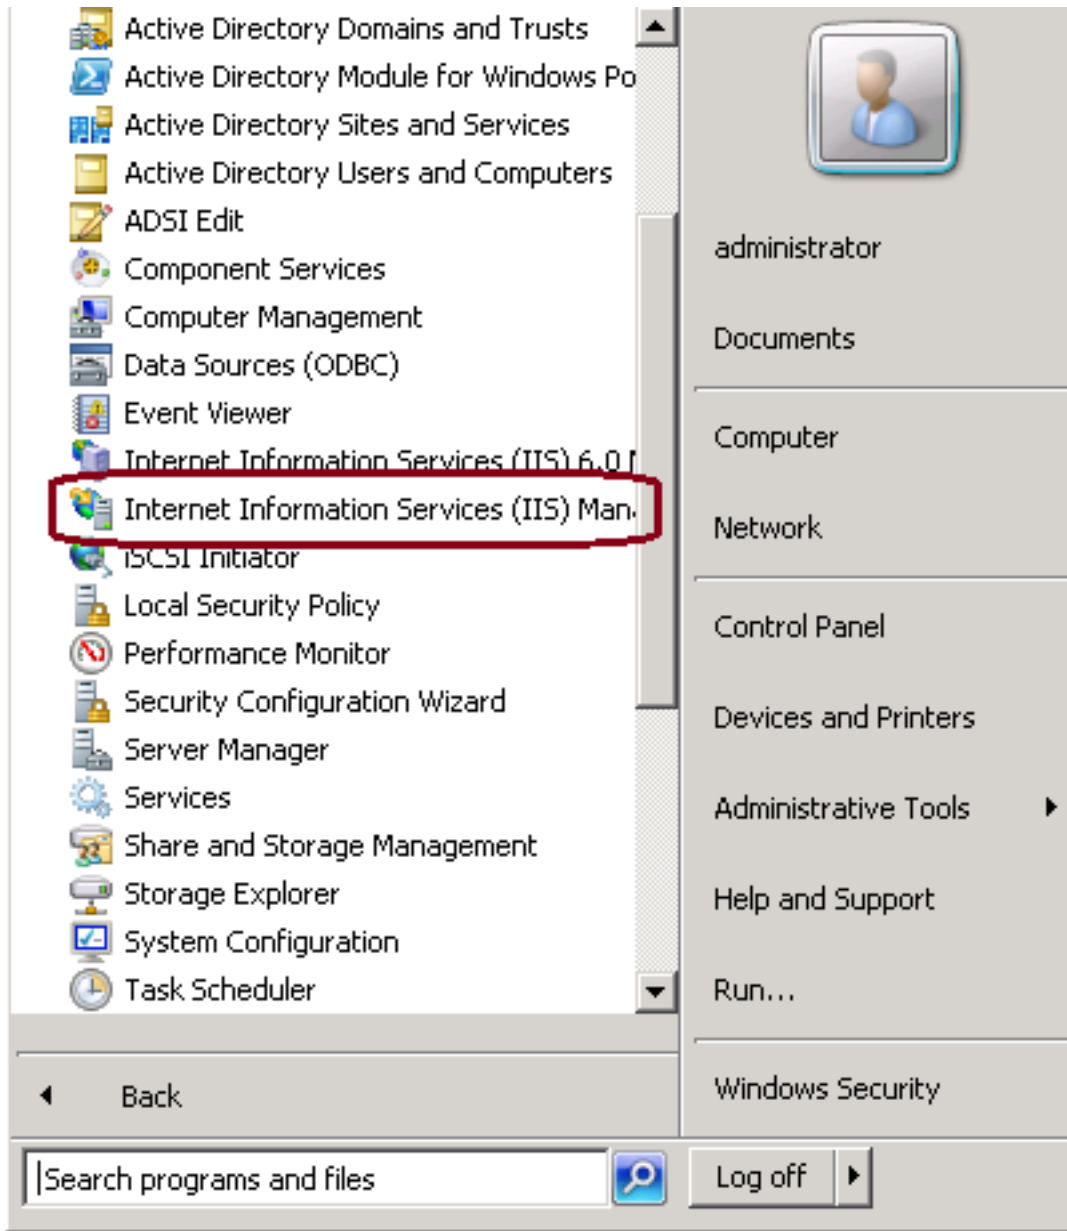 Active Directory Domains and Trusts
Active Directory Module for Windows Po
Active Directory Sites and Services
Active Directory Users and Computers
ADSI Edit
Component Services
Computer Management
Data Sources (ODBC)
Event Viewer
Internet Information Services (IIS) 6.0
Internet Information Services (IIS) Man
iSCSI Initiator
Local Security Policy
Performance Monitor
Security Configuration Wizard
Server Manager
Services
Share and Storage Management
Storage Explorer
System Configuration
Task Scheduler
Back
Search programs and files
administrator
Documents
Computer
Network
Control Panel
Devices and Printers
Administrative Tools
Help and Support
Run...
Windows Security
Log off